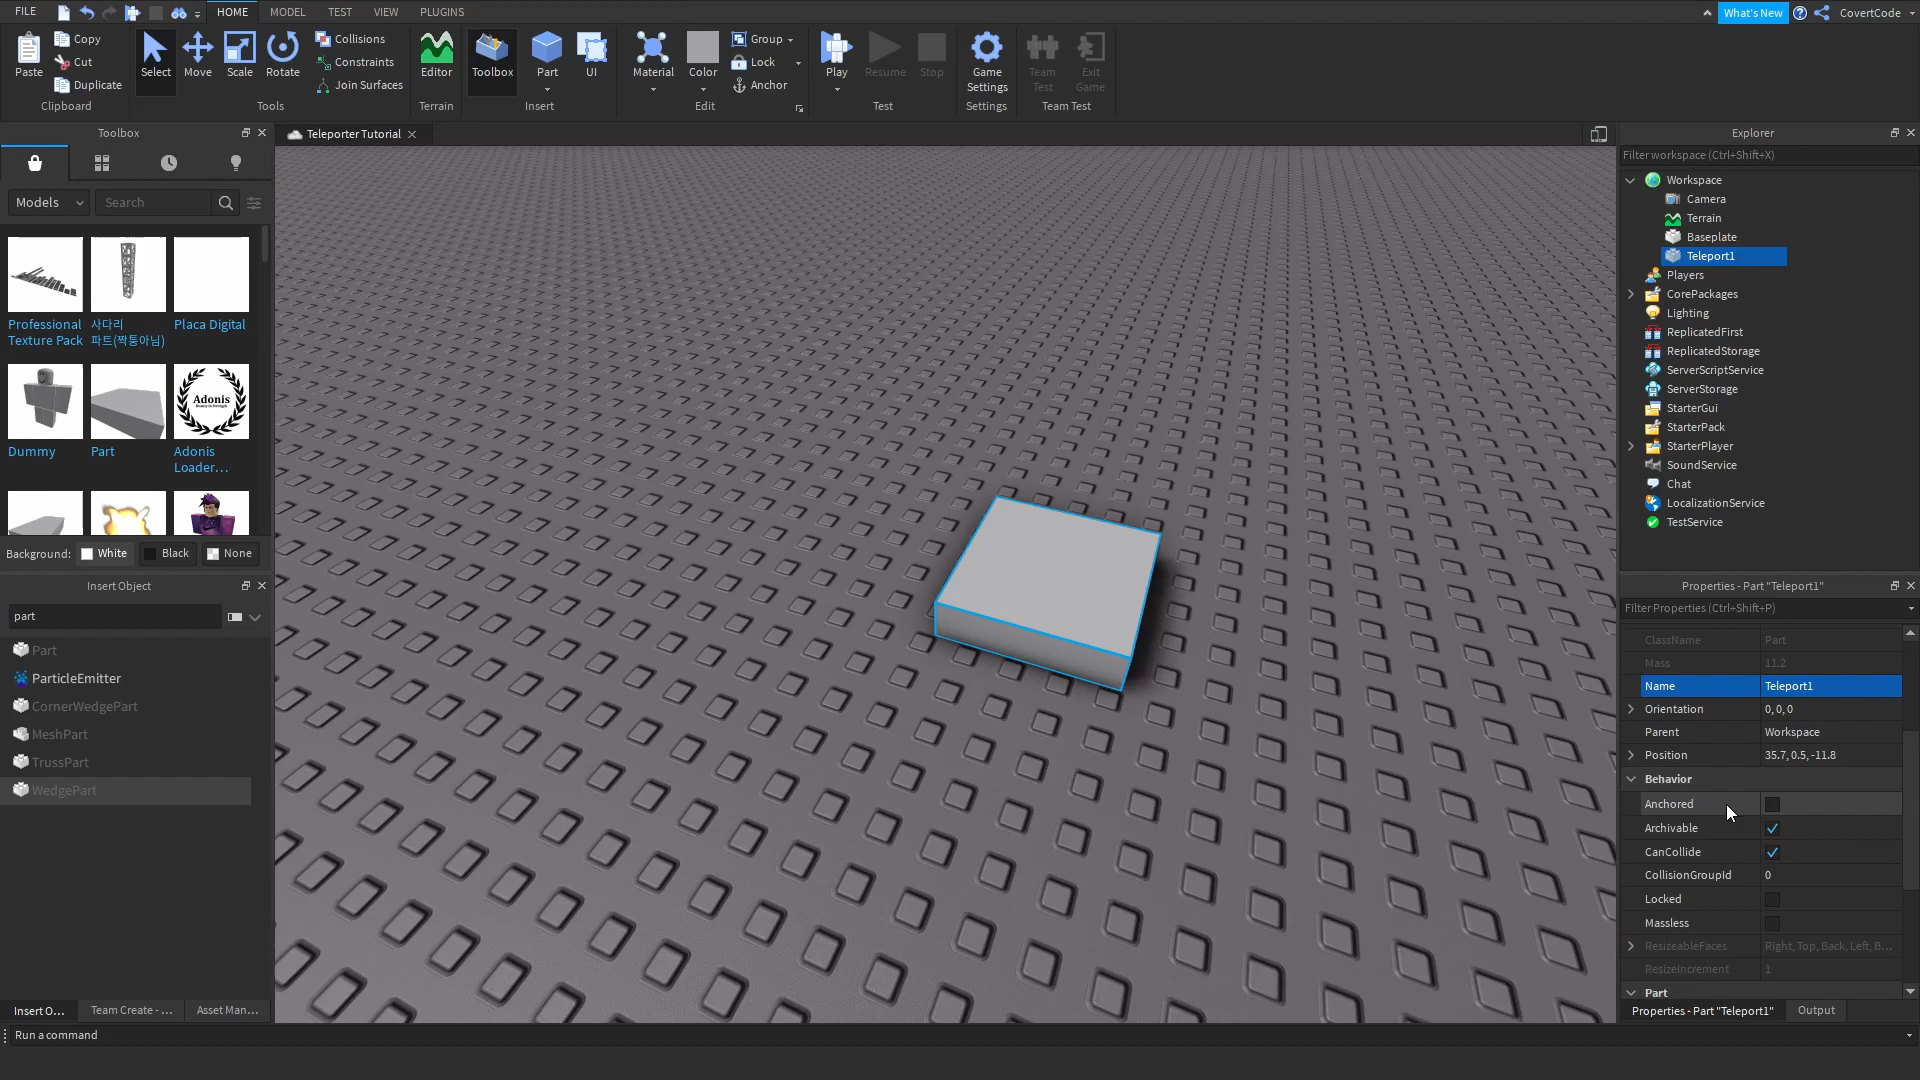 FILE
HOME
MODEL
TEST
VIEW
PLUGINS
What's New
CovertCode
Paste
Copy
Cut
Duplicate
Clipboard
Select
Move
Scale
Rotate
Collisions
Constraints
Join Surfaces
Tools
Editor
Terrain
Toolbox
Part
UI
Insert
Material
Color
Group
Lock
Anchor
Edit
Play
Resume
Stop
Test
Game
Settings
Settings
Team
Test
Exit
Game
Team Test
Toolbox
Models
Search
Professional
Texture Pack
사다리
파트(짝퉁아님)
Placa Digital
Dummy
Part
Adonis
Adonis
Loader...
Background:
White
Black
None
Insert Object
part
Part
ParticleEmitter
CornerWedgePart
MeshPart
TrussPart
WedgePart
Insert O...
Team Create - ...
Asset Man...
Run a command
Teleporter Tutorial
Explorer
Filter workspace (Ctrl+Shift+X)
Workspace
Camera
Terrain
Baseplate
Teleport1
Players
CorePackages
Lighting
ReplicatedFirst
ReplicatedStorage
ServerScriptService
ServerStorage
StarterGui
StarterPack
StarterPlayer
SoundService
Chat
LocalizationService
TestService
Properties - Part "Teleport1"
Filter Properties (Ctrl+Shift+P)
ClassName Part
Mass 11.2
Name Teleport1
Orientation 0, 0, 0
Parent Workspace
Position 35.7, 0.5, -11.8
Behavior
Anchored
Archivable
CanCollide
CollisionGroupId 0
Locked
Massless
ResizeableFaces Right, Top, Back, Left, B...
ResizeIncrement 1
Part
Properties - Part "Teleport1"
Output